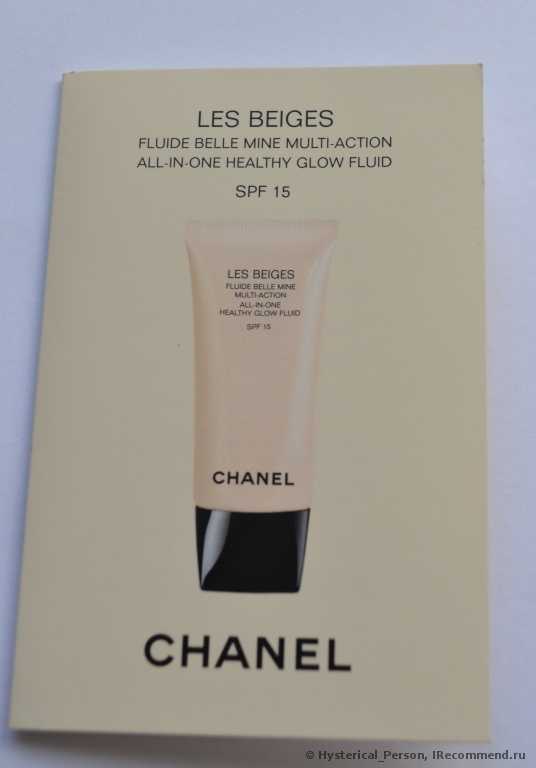 LES BEIGES
FLUIDE BELLE MINE MULTI-ACTION
ALL-IN-ONE HEALTHY GLOW FLUID
SPF 15
LES BEIGES
FLUIDE BELLE MINE
MULTI-ACTION
ALL-IN-ONE
HEALTHY GLOW FLUID
SPF 15
CHANEL
CHANEL
© Hysterical_Person, IRecommend.ru